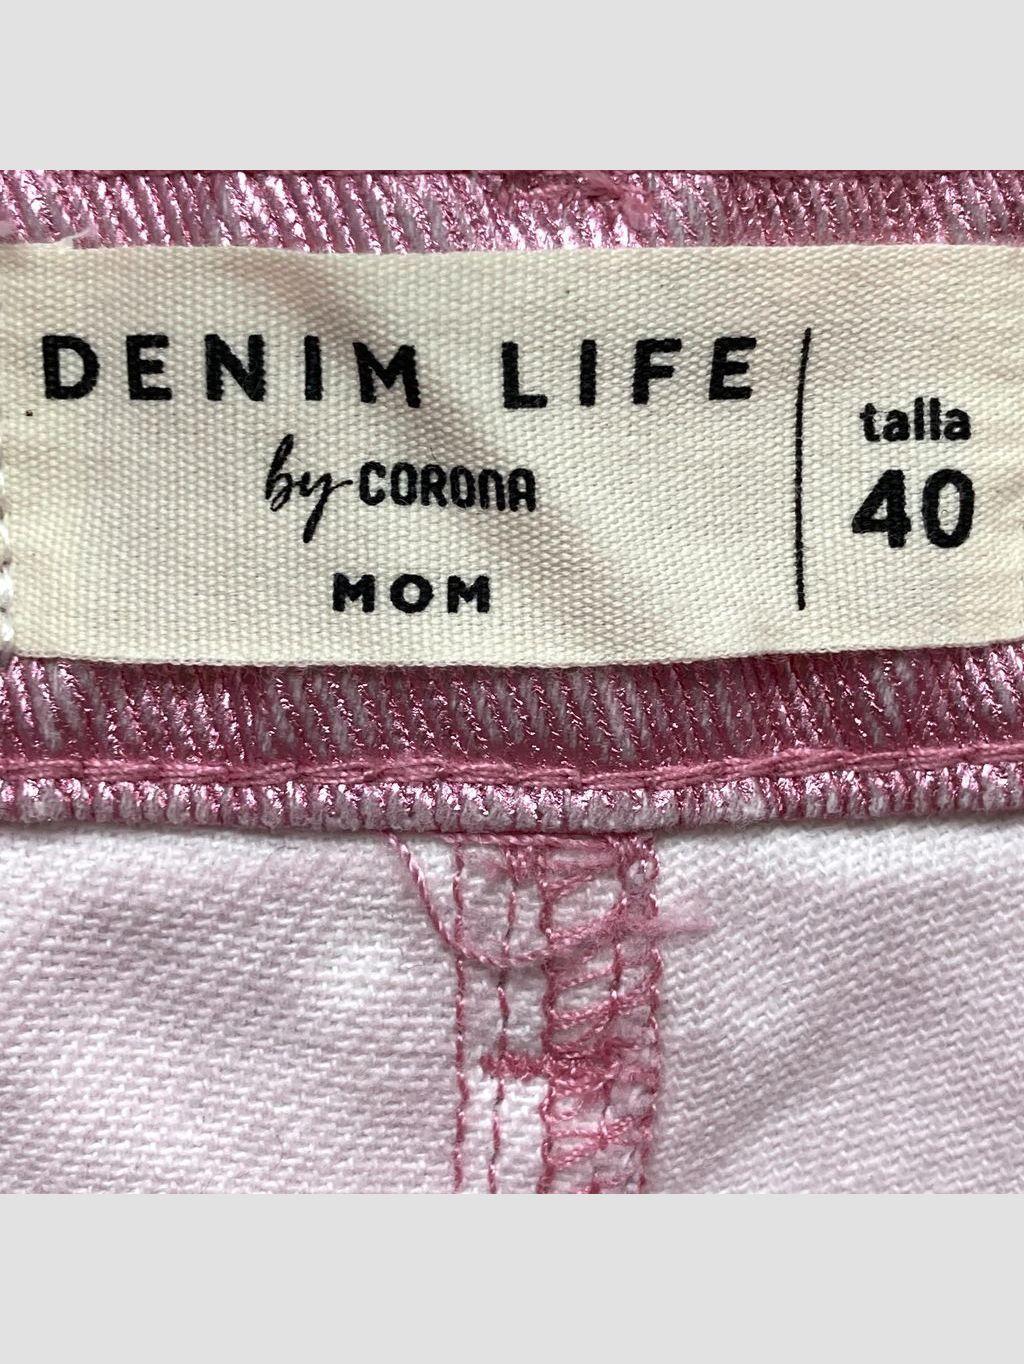 DENIM LIFE
by CORONA
MOM
talla
40